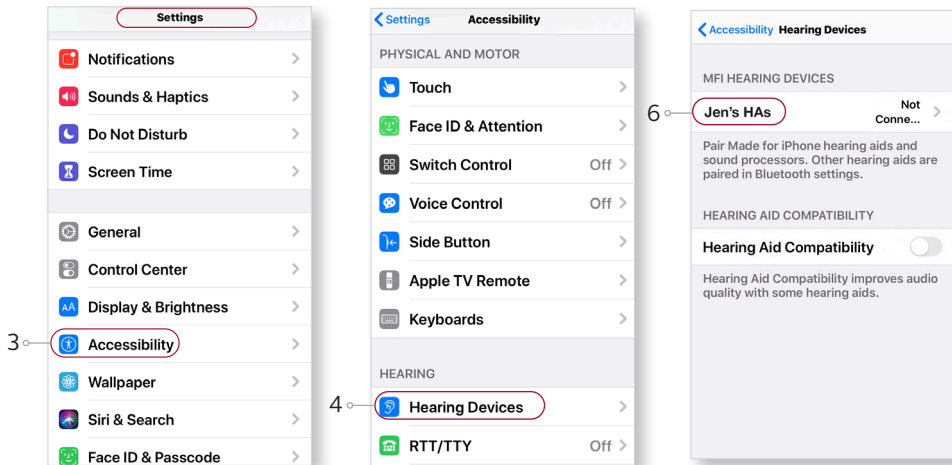 Settings
Notifications
Sounds & Haptics
Do Not Disturb
Screen Time
General
Control Center
AA Display & Brightness
3 Accessibility
Wallpaper
Siri & Search
Face ID & Passcode
Settings Accessibility
PHYSICAL AND MOTOR
Touch
Face ID & Attention
Switch Control Off
Voice Control Off
Side Button
Apple TV Remote
Keyboards
HEARING
4 Hearing Devices
RTT/TTY Off
Accessibility Hearing Devices
MFI HEARING DEVICES
6 Jen's HAs Not
Conne...
Pair Made for iPhone hearing aids and
sound processors. Other hearing aids are
paired in Bluetooth settings.
HEARING AID COMPATIBILITY
Hearing Aid Compatibility
Hearing Aid Compatibility improves audio
quality with some hearing aids.